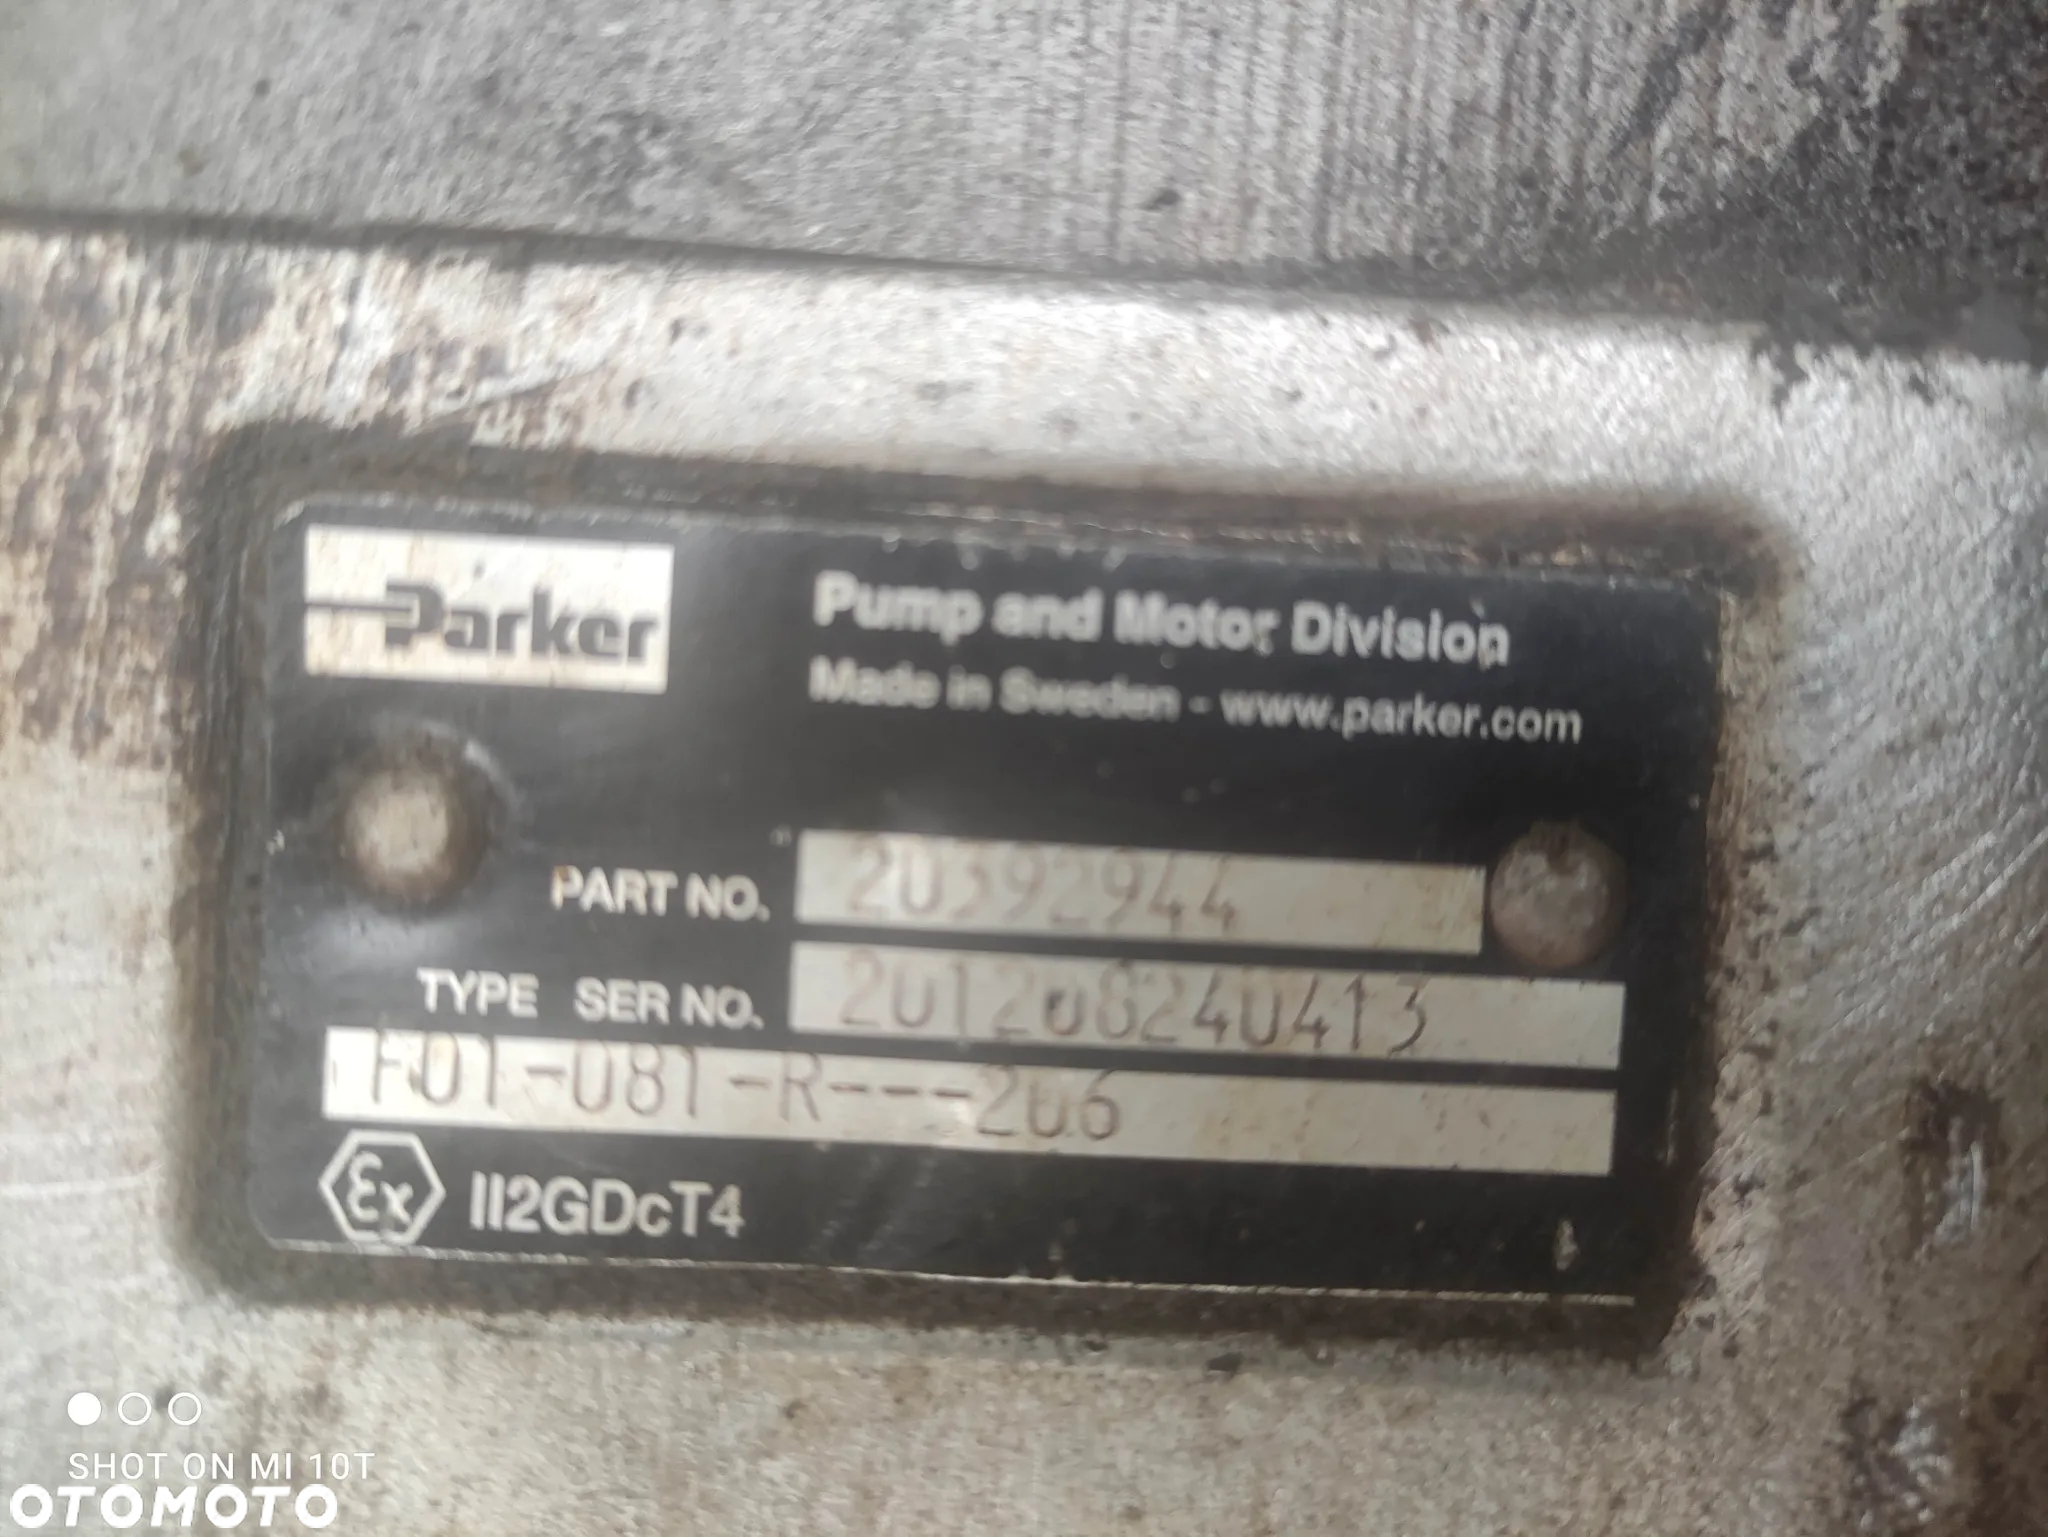 Parker
Pump and Motor Division
Made in Sweden - www.parker.com
PART NO. 20392944
TYPE SER NO. 201208240413
F01-081-R---206
Ex II2GDcT4
SHOT ON MI 10T
OTOMOTO